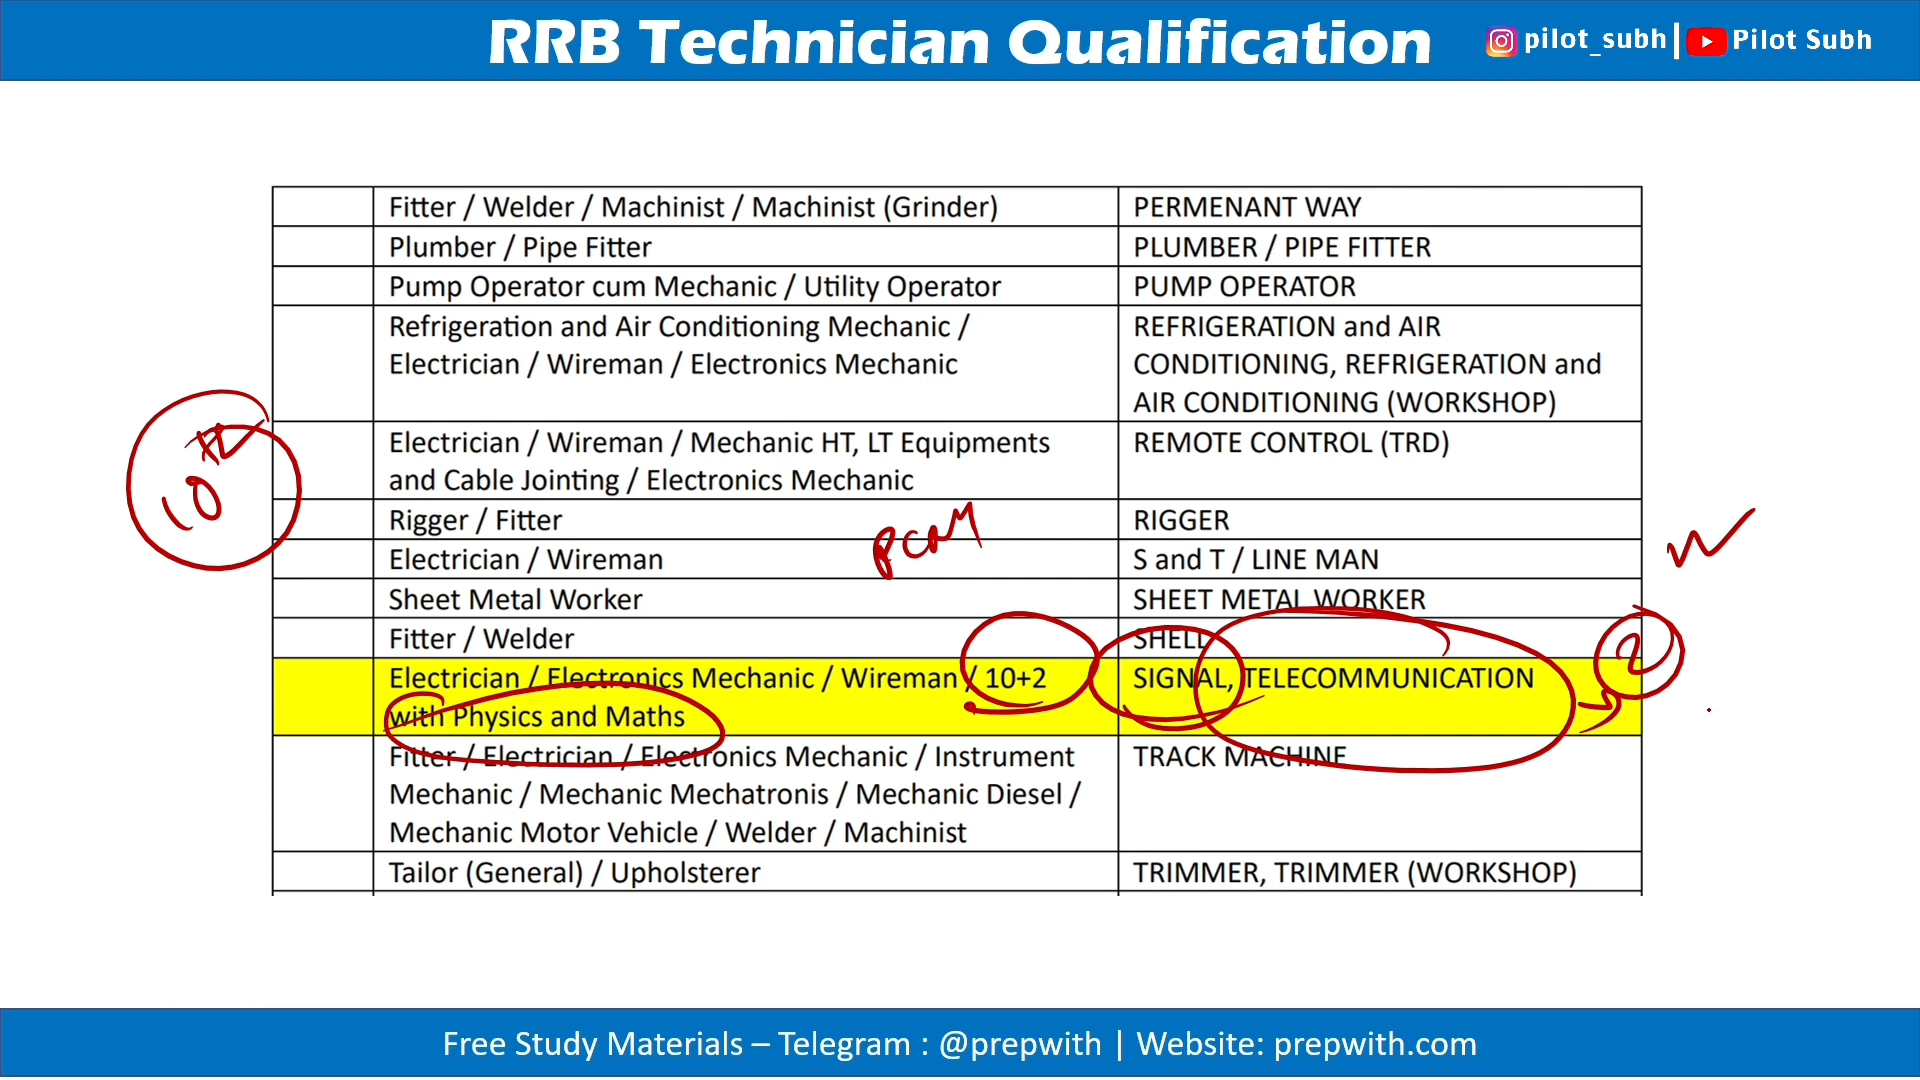 RRB Technician Qualification
pilot_subh | Pilot Subh
Fitter / Welder / Machinist / Machinist (Grinder)
PERMENANT WAY
Plumber / Pipe Fitter
PLUMBER / PIPE FITTER
Pump Operator cum Mechanic / Utility Operator
PUMP OPERATOR
Refrigeration and Air Conditioning Mechanic /
Electrician / Wireman / Electronics Mechanic
REFRIGERATION and AIR
CONDITIONING, REFRIGERATION and
AIR CONDITIONING (WORKSHOP)
Electrician / Wireman / Mechanic HT, LT Equipments
and Cable Jointing / Electronics Mechanic
REMOTE CONTROL (TRD)
10th
Rigger / Fitter
RIGGER
PCM
Electrician / Wireman
S and T / LINE MAN
Sheet Metal Worker
SHEET METAL WORKER
Fitter / Welder
SHELL
2
Electrician / Electronics Mechanic / Wireman / 10+2
with Physics and Maths
SIGNAL, TELECOMMUNICATION
Fitter / Electrician / Electronics Mechanic / Instrument
Mechanic / Mechanic Mechatronis / Mechanic Diesel /
Mechanic Motor Vehicle / Welder / Machinist
TRACK MACHINE
Tailor (General) / Upholsterer
TRIMMER, TRIMMER (WORKSHOP)
Free Study Materials – Telegram : @prepwith | Website: prepwith.com